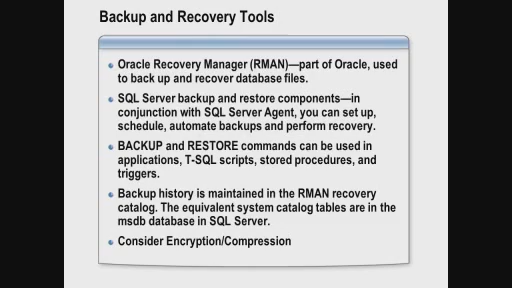 Backup and Recovery Tools
Oracle Recovery Manager (RMAN)—part of Oracle, used
to back up and recover database files.
SQL Server backup and restore components—in
conjunction with SQL Server Agent, you can set up,
schedule, automate backups and perform recovery.
BACKUP and RESTORE commands can be used in
applications, T-SQL scripts, stored procedures, and
triggers.
Backup history is maintained in the RMAN recovery
catalog. The equivalent system catalog tables are in the
msdb database in SQL Server.
Consider Encryption/Compression